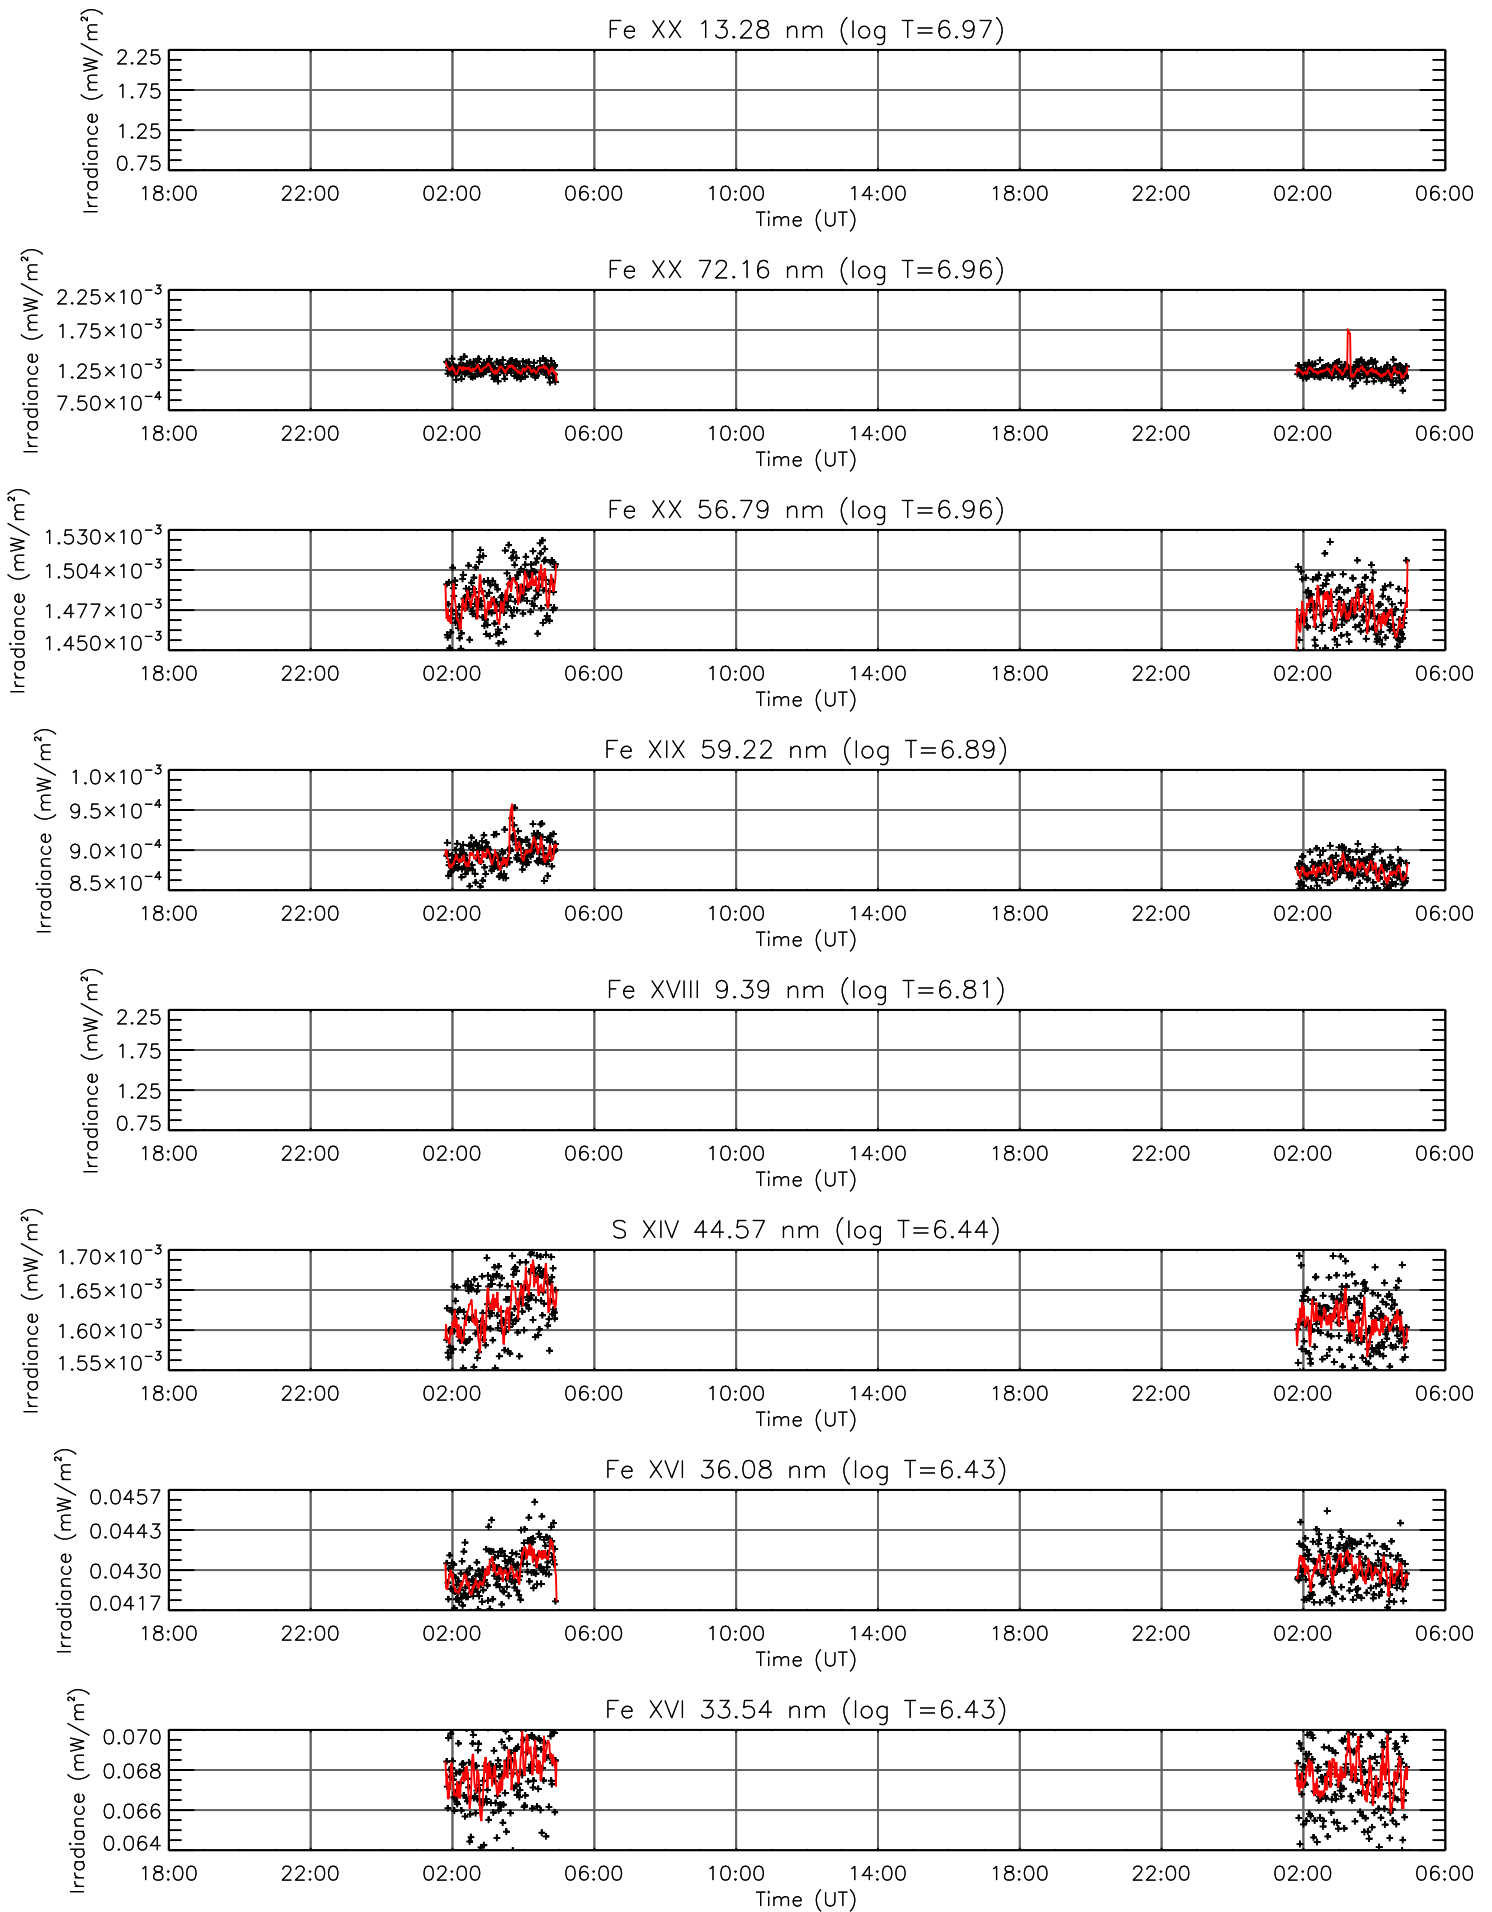 Fe XX 13.28 nm (log T=6.97)
Irradiance (mW/m²)
2.25
1.75
1.25
0.75
18:00 22:00 02:00 06:00 10:00 14:00 18:00 22:00 02:00 06:00
Time (UT)
Fe XX 72.16 nm (log T=6.96)
Irradiance (mW/m²)
2.25×10⁻³
1.75×10⁻³
1.25×10⁻³
7.50×10⁻⁴
18:00 22:00 02:00 06:00 10:00 14:00 18:00 22:00 02:00 06:00
Time (UT)
Fe XX 56.79 nm (log T=6.96)
Irradiance (mW/m²)
1.530×10⁻³
1.504×10⁻³
1.477×10⁻³
1.450×10⁻³
18:00 22:00 02:00 06:00 10:00 14:00 18:00 22:00 02:00 06:00
Time (UT)
Fe XIX 59.22 nm (log T=6.89)
Irradiance (mW/m²)
1.0×10⁻³
9.5×10⁻⁴
9.0×10⁻⁴
8.5×10⁻⁴
18:00 22:00 02:00 06:00 10:00 14:00 18:00 22:00 02:00 06:00
Time (UT)
Fe XVIII 9.39 nm (log T=6.81)
Irradiance (mW/m²)
2.25
1.75
1.25
0.75
18:00 22:00 02:00 06:00 10:00 14:00 18:00 22:00 02:00 06:00
Time (UT)
S XIV 44.57 nm (log T=6.44)
Irradiance (mW/m²)
1.70×10⁻³
1.65×10⁻³
1.60×10⁻³
1.55×10⁻³
18:00 22:00 02:00 06:00 10:00 14:00 18:00 22:00 02:00 06:00
Time (UT)
Fe XVI 36.08 nm (log T=6.43)
Irradiance (mW/m²)
0.0457
0.0443
0.0430
0.0417
18:00 22:00 02:00 06:00 10:00 14:00 18:00 22:00 02:00 06:00
Time (UT)
Fe XVI 33.54 nm (log T=6.43)
Irradiance (mW/m²)
0.070
0.068
0.066
0.064
18:00 22:00 02:00 06:00 10:00 14:00 18:00 22:00 02:00 06:00
Time (UT)